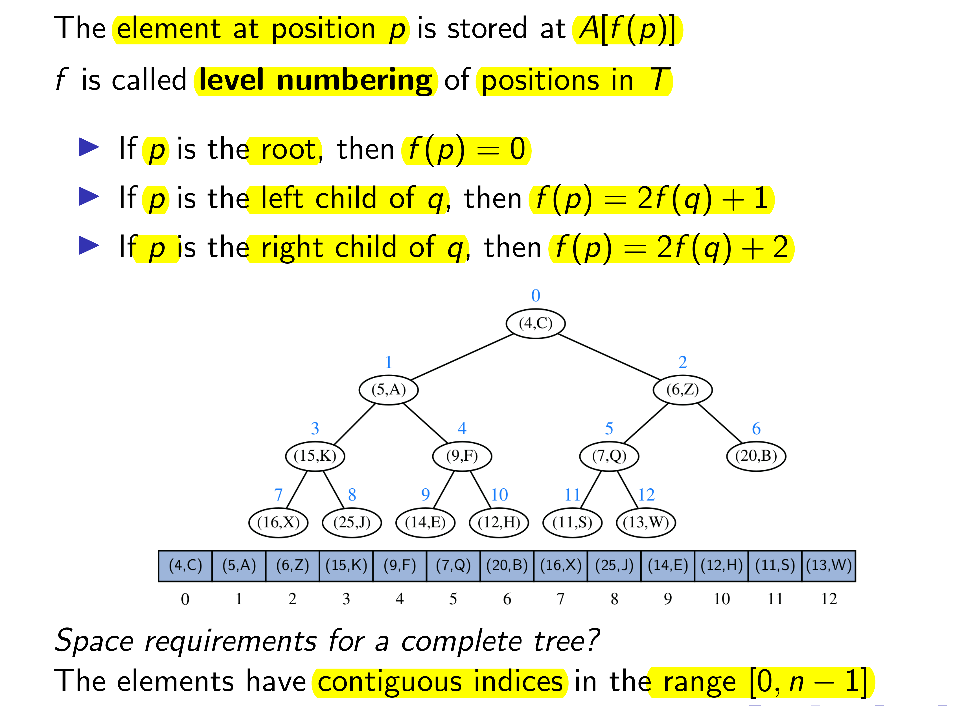 The element at position p is stored at A[f(p)]
f is called level numbering of positions in T
▶ If p is the root, then f(p) = 0
▶ If p is the left child of q, then f(p) = 2f(q) + 1
▶ If p is the right child of q, then f(p) = 2f(q) + 2
0
(4,C)
1 2
(5,A) (6,Z)
3 4 5 6
(15,K) (9,F) (7,Q) (20,B)
7 8 9 10 11 12
(16,X) (25,J) (14,E) (12,H) (11,S) (13,W)
(4,C) (5,A) (6,Z) (15,K) (9,F) (7,Q) (20,B) (16,X) (25,J) (14,E) (12,H) (11,S) (13,W)
0 1 2 3 4 5 6 7 8 9 10 11 12
Space requirements for a complete tree?
The elements have contiguous indices in the range [0, n − 1]